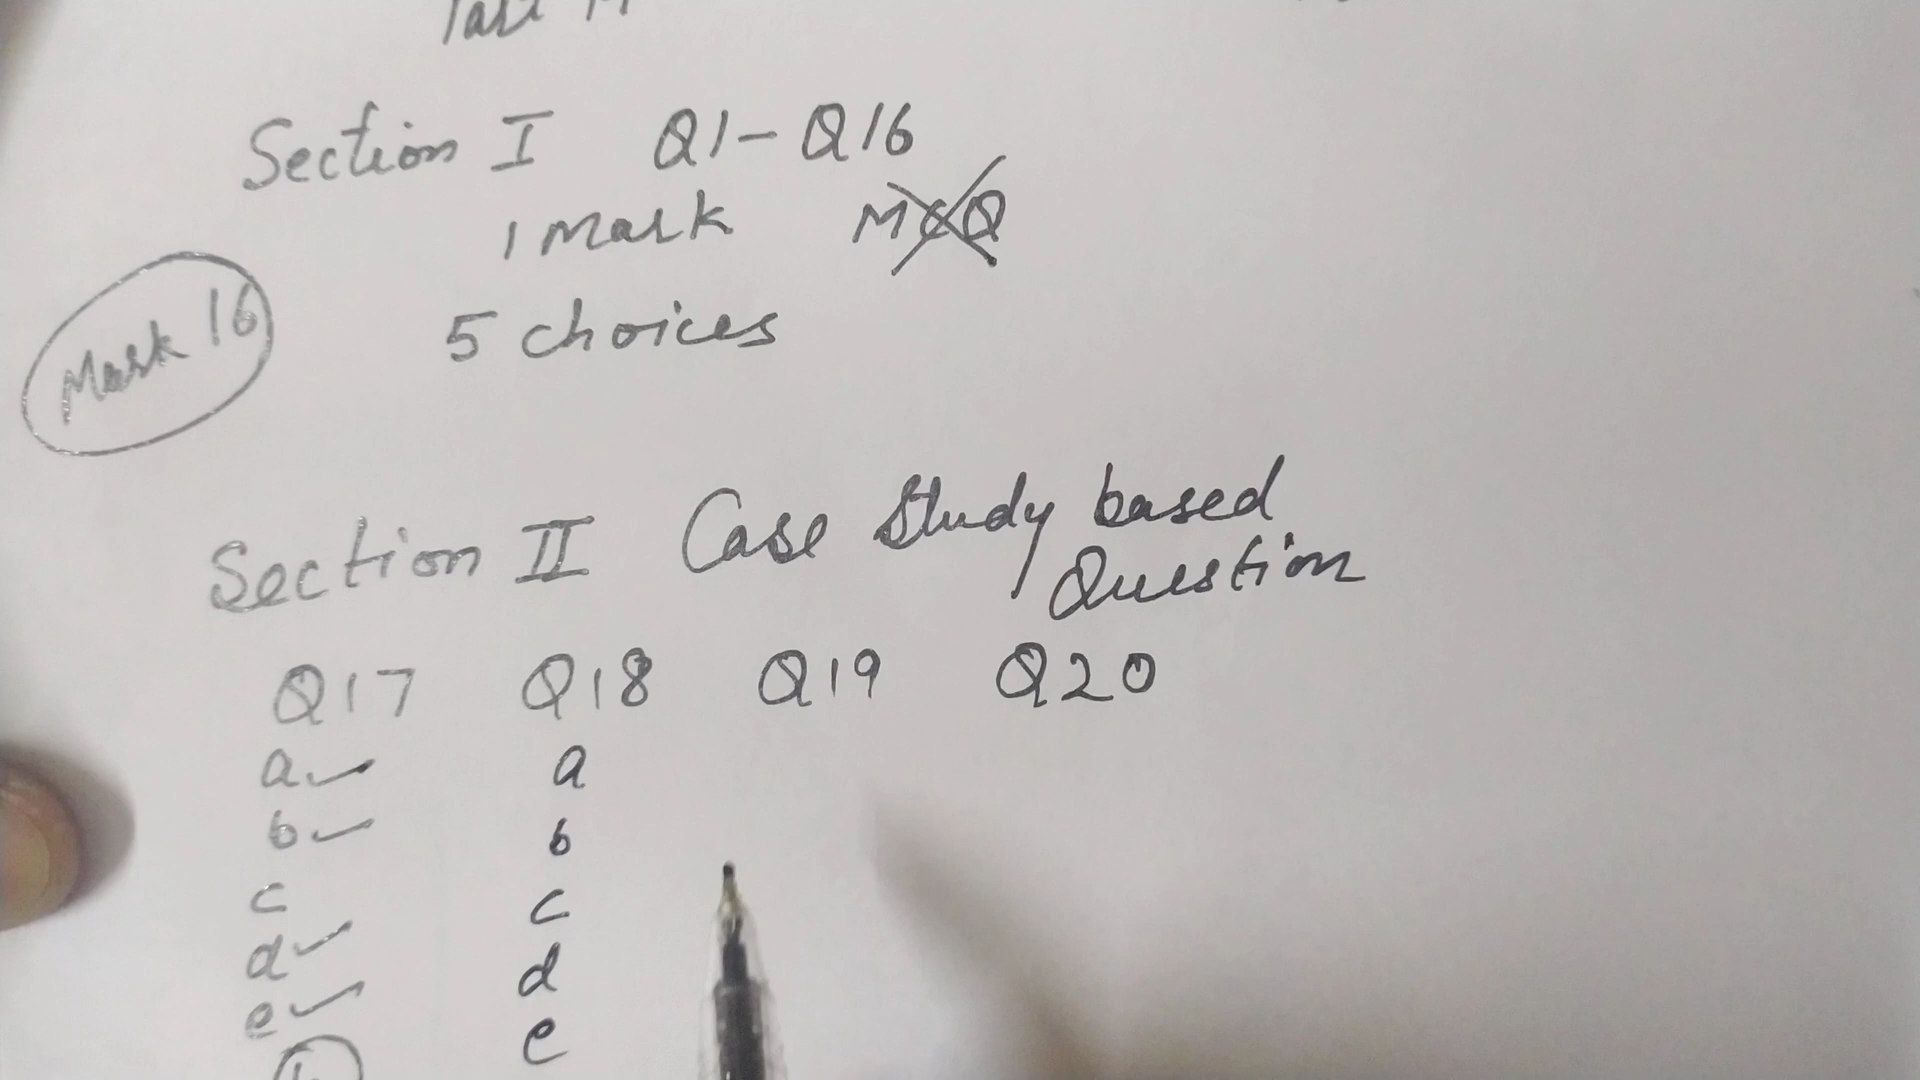 Section I Q1-Q16
1 Mark MCQ
Mark 16
5 choices
Section II Case Study based
Question
Q17 Q18 Q19 Q20
a a
b b
c c
d d
e e